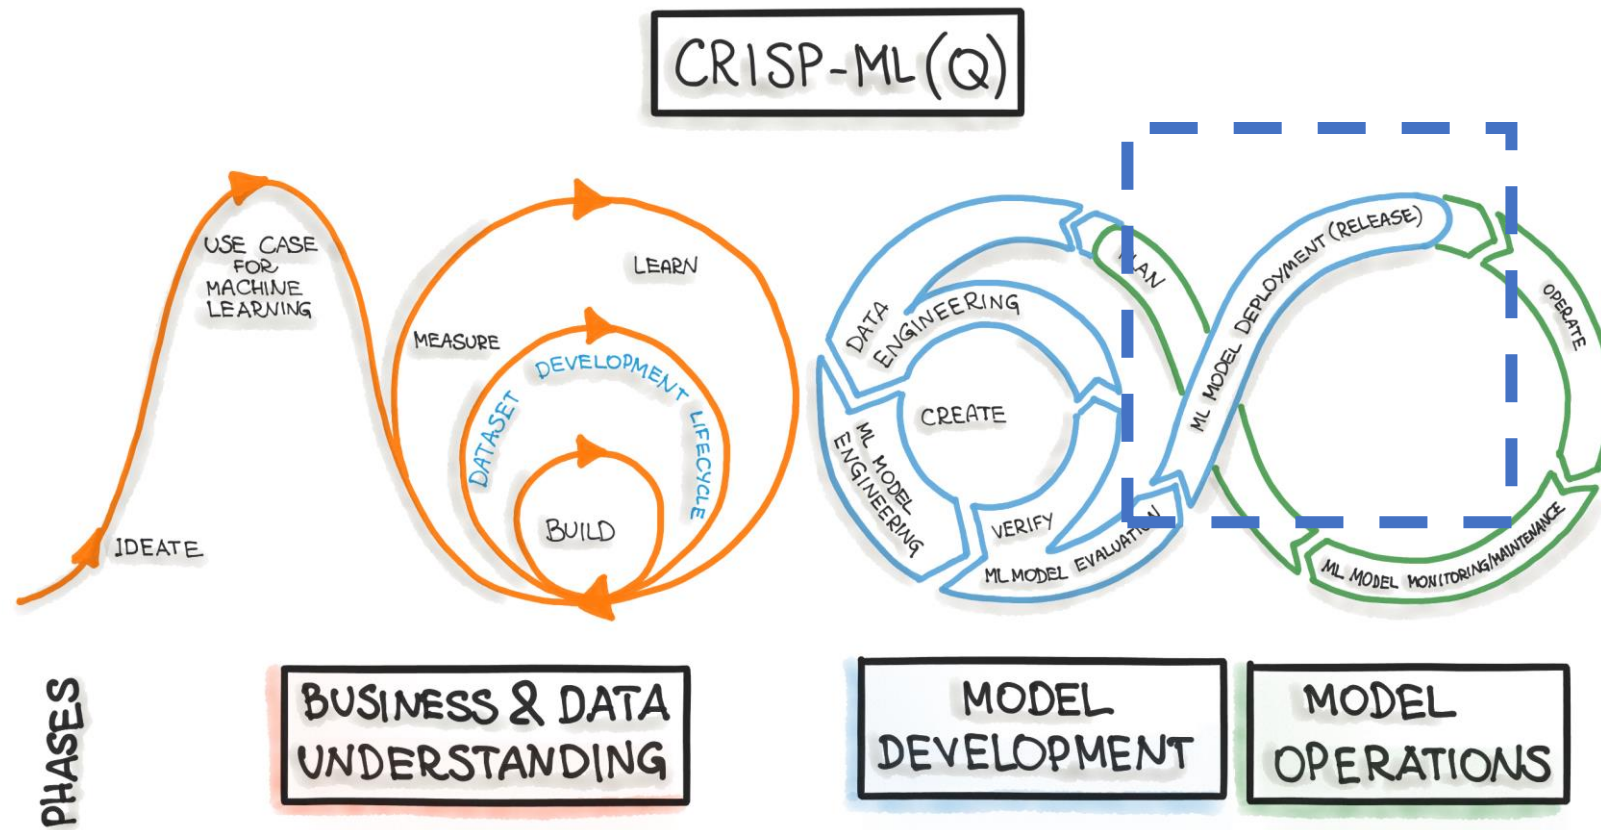 CRISP-ML(Q)
USE CASE
FOR
MACHINE
LEARNING
IDEATE
MEASURE
LEARN
DATASET DEVELOPMENT LIFECYCLE
BUILD
DATA
ENGINEERING
CREATE
ML MODEL
ENGINEERING
VERIFY
ML MODEL EVALUATION
PLAN
ML MODEL DEPLOYMENT (RELEASE)
OPERATE
ML MODEL MONITORING/MAINTENANCE
PHASES
BUSINESS & DATA
UNDERSTANDING
MODEL
DEVELOPMENT
MODEL
OPERATIONS